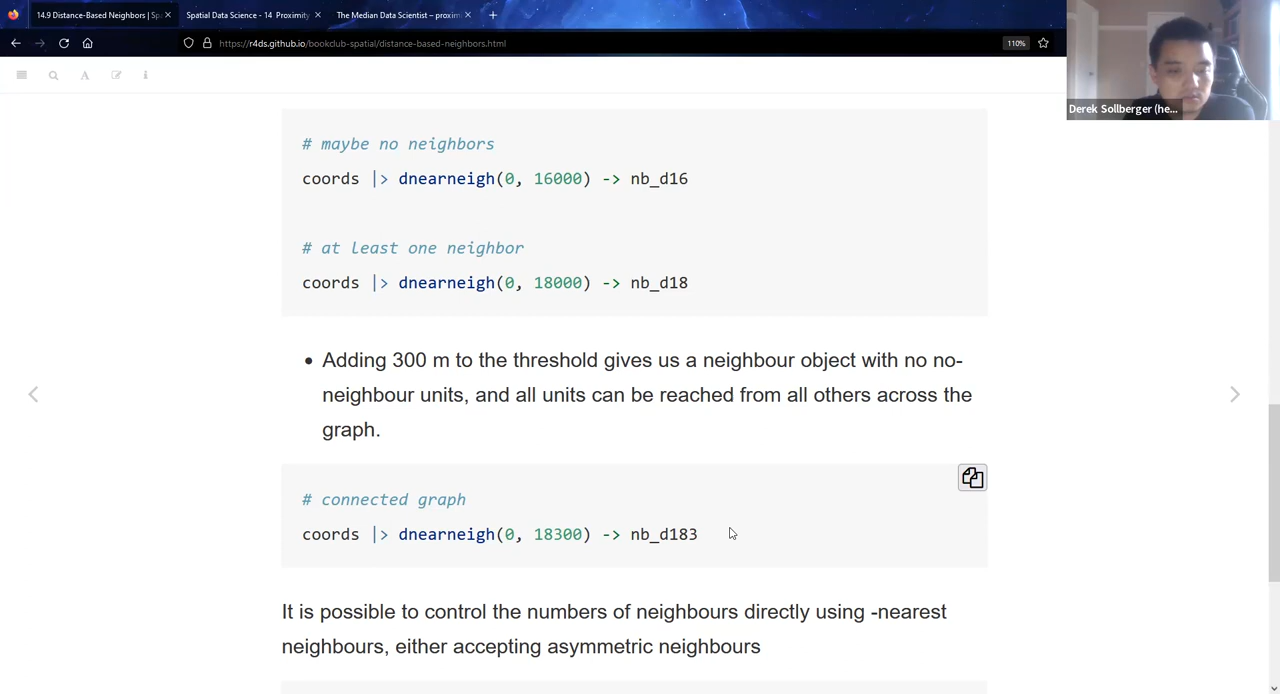 14.9 Distance-Based Neighbors | Spa
Spatial Data Science - 14 Proximity
The Median Data Scientist – proxim
https://r4ds.github.io/bookclub-spatial/distance-based-neighbors.html
110%
Derek Sollberger (he...
# maybe no neighbors
coords |> dnearneigh(0, 16000) -> nb_d16
# at least one neighbor
coords |> dnearneigh(0, 18000) -> nb_d18
• Adding 300 m to the threshold gives us a neighbour object with no no-
neighbour units, and all units can be reached from all others across the
graph.
# connected graph
coords |> dnearneigh(0, 18300) -> nb_d183
It is possible to control the numbers of neighbours directly using -nearest
neighbours, either accepting asymmetric neighbours